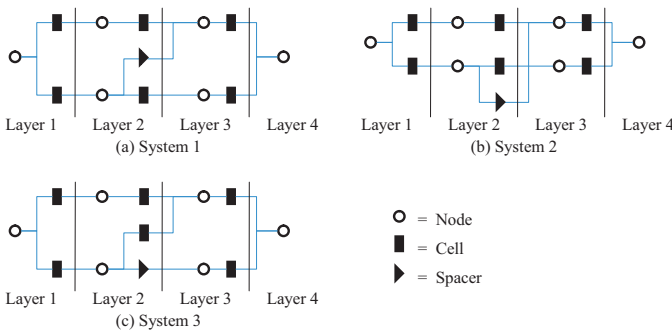 Layer 1 Layer 2 Layer 3 Layer 4
(a) System 1
Layer 1 Layer 2 Layer 3 Layer 4
(b) System 2
Layer 1 Layer 2 Layer 3 Layer 4
(c) System 3
= Node
= Cell
= Spacer